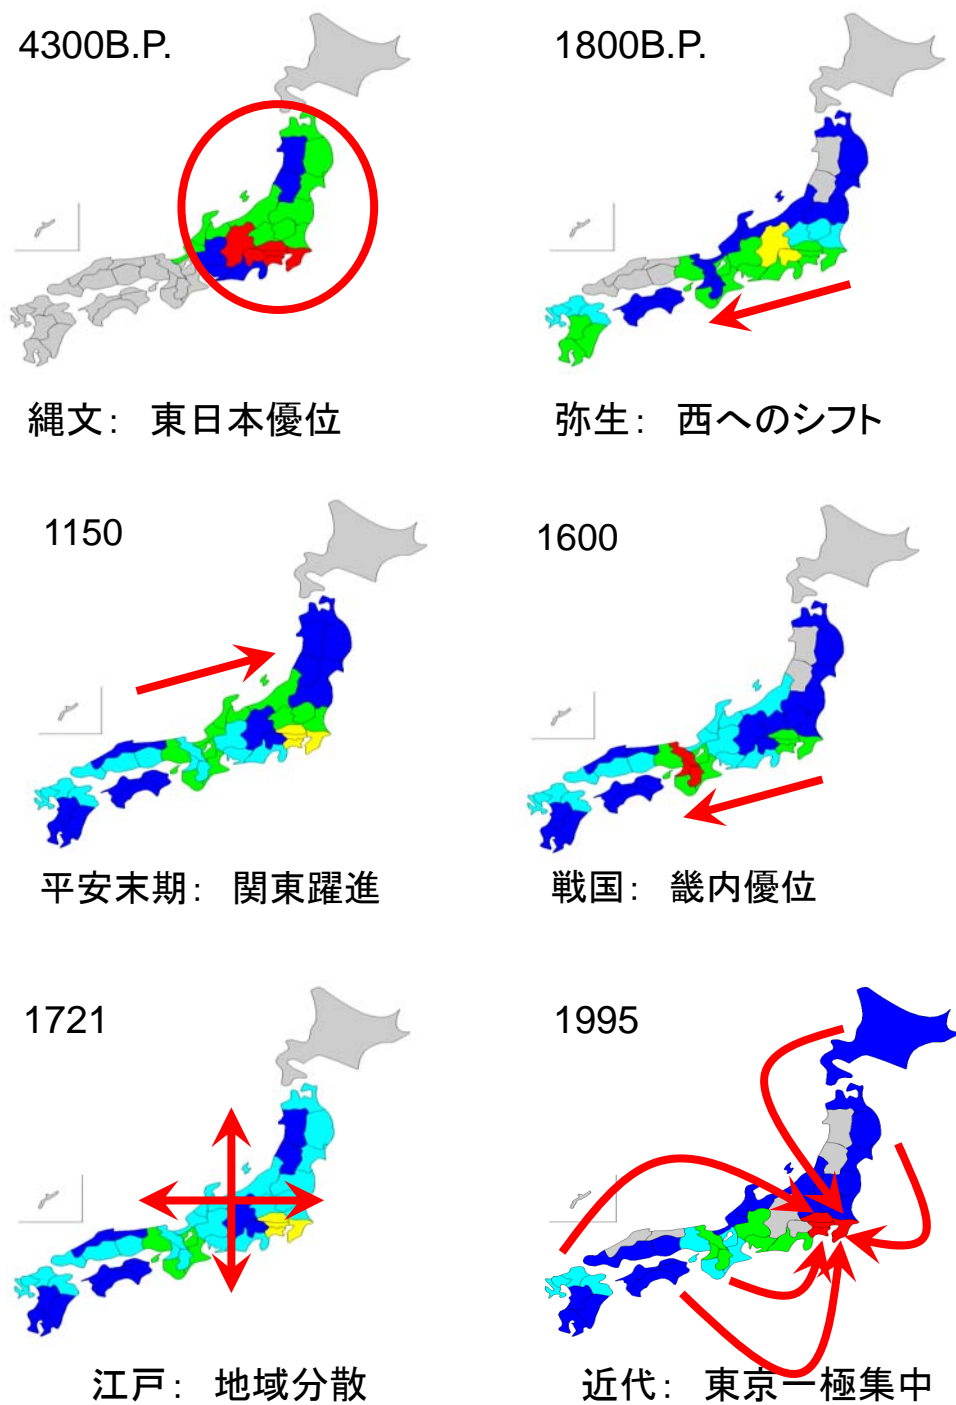 4300B.P.
1800B.P.
縄文： 東日本優位
弥生： 西へのシフト
1150
1600
平安末期： 関東躍進
戦国： 畿内優位
1721
1995
江戸： 地域分散
近代： 東京一極集中